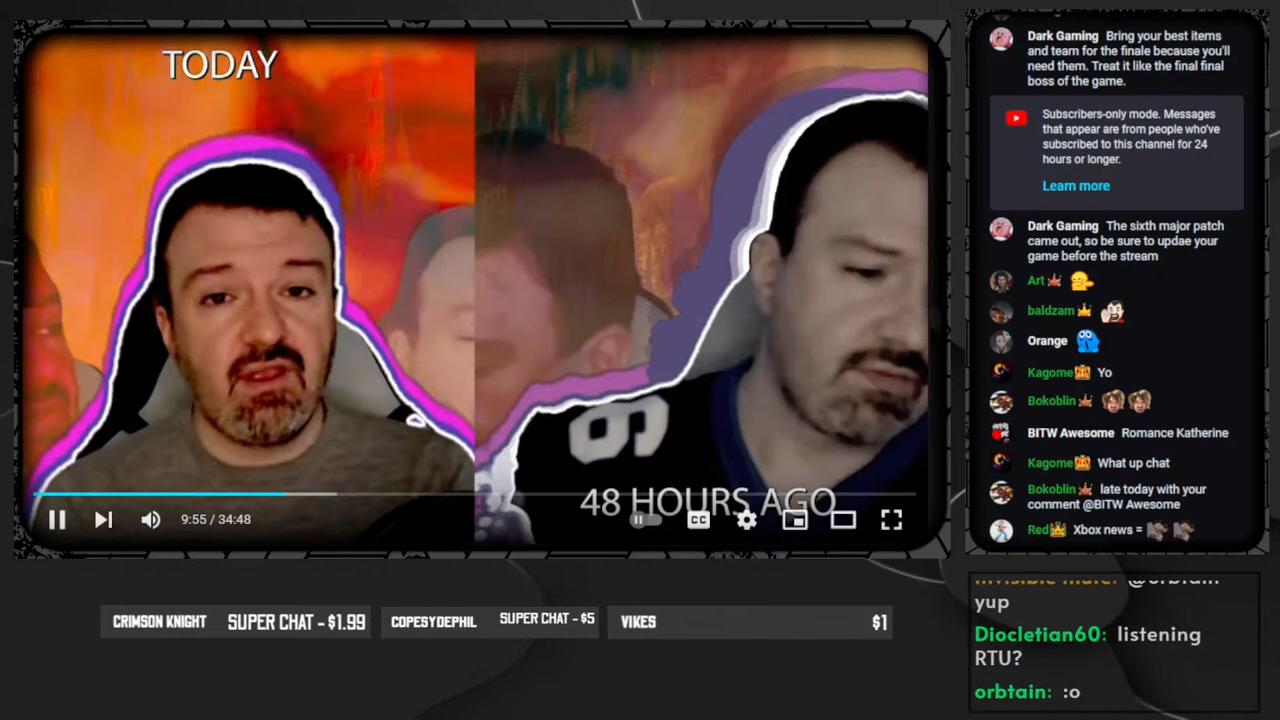 TODAY
48 HOURS AGO
9:55 / 34:48
CC
Dark Gaming Bring your best items
and team for the finale because you'll
need them. Treat it like the final final
boss of the game.
Subscribers-only mode. Messages
that appear are from people who've
subscribed to this channel for 24
hours or longer.
Learn more
Dark Gaming The sixth major patch
came out, so be sure to updae your
game before the stream
Art
baldzam
Orange
Kagome Yo
Bokoblin
BITW Awesome Romance Katherine
Kagome What up chat
Bokoblin late today with your
comment @BITW Awesome
Red Xbox news =
CRIMSON KNIGHT SUPER CHAT - $1.99
COPESYDEPHIL SUPER CHAT - $5
VIKES $1
yup
Diocletian60: listening
RTU?
orbtain: :o